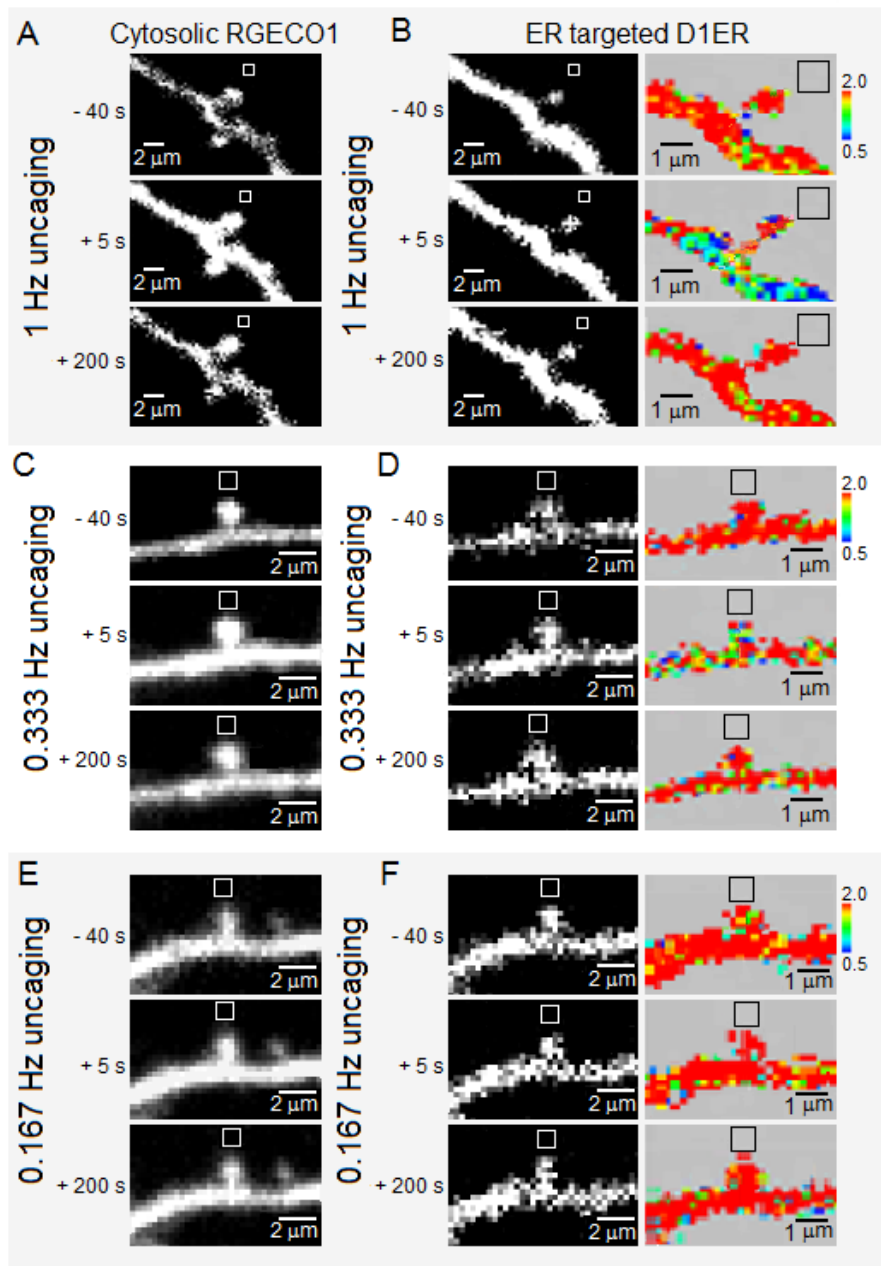 A Cytosolic RGECO1 B ER targeted D1ER
1 Hz uncaging
- 40 s
2 µm
+ 5 s
2 µm
+ 200 s
2 µm
1 Hz uncaging
2 µm
1 µm
2.0
0.5
2 µm
1 µm
2 µm
1 µm
C
0.333 Hz uncaging
- 40 s
2 µm
+ 5 s
2 µm
+ 200 s
2 µm
D
0.333 Hz uncaging
- 40 s
2 µm
1 µm
2.0
0.5
+ 5 s
2 µm
1 µm
+ 200 s
2 µm
1 µm
E
0.167 Hz uncaging
- 40 s
2 µm
+ 5 s
2 µm
+ 200 s
2 µm
F
0.167 Hz uncaging
- 40 s
2 µm
1 µm
2.0
0.5
+ 5 s
2 µm
1 µm
+ 200 s
2 µm
1 µm